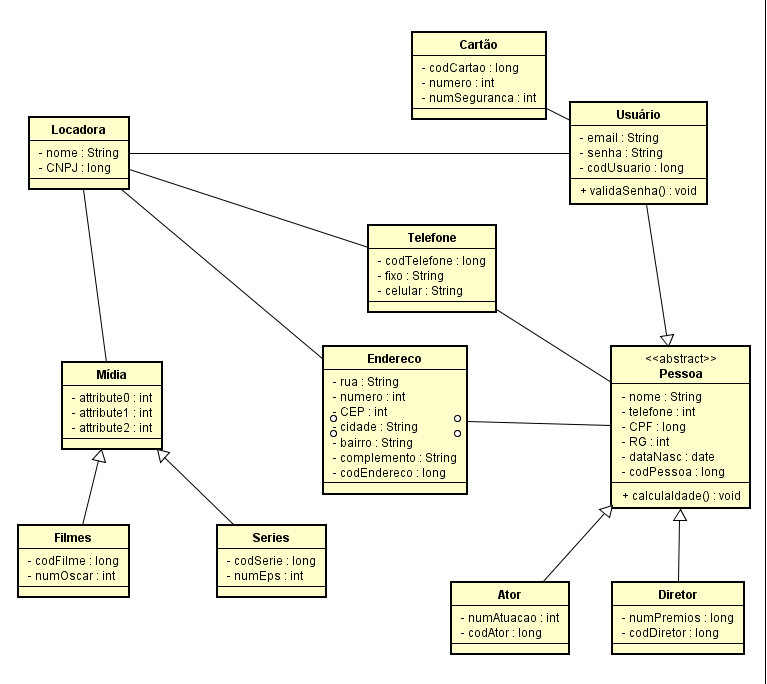 Cartão
- codCartao : long
- numero : int
- numSeguranca : int
Usuário
- email : String
- senha : String
- codUsuario : long
+ validaSenha() : void
Locadora
- nome : String
- CNPJ : long
Telefone
- codTelefone : long
- fixo : String
- celular : String
Endereco
- rua : String
- numero : int
- CEP : int
- cidade : String
- bairro : String
- complemento : String
- codEndereco : long
<<abstract>>
Pessoa
- nome : String
- telefone : int
- CPF : long
- RG : int
- dataNasc : date
- codPessoa : long
+ calculaIdade() : void
Mídia
- attribute0 : int
- attribute1 : int
- attribute2 : int
Filmes
- codFilme : long
- numOscar : int
Series
- codSerie : long
- numEps : int
Ator
- numAtuacao : int
- codAtor : long
Diretor
- numPremios : long
- codDiretor : long